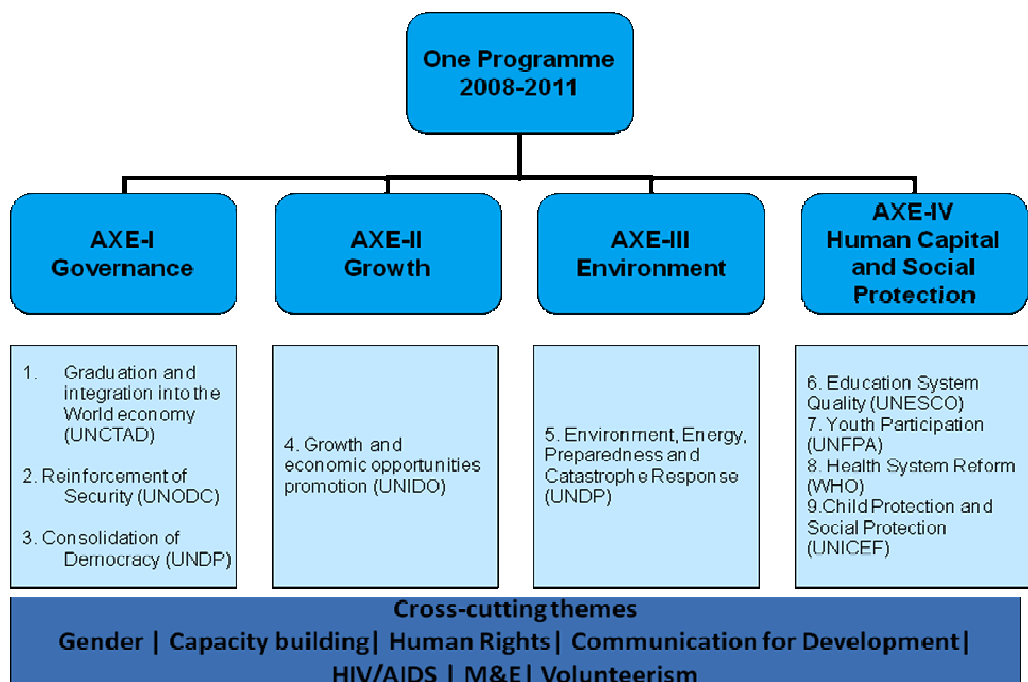 One Programme
2008-2011
AXE-I
Governance
AXE-II
Growth
AXE-III
Environment
AXE-IV
Human Capital
and Social
Protection
1. Graduation and
integration into the
World economy
(UNCTAD)
2. Reinforcement of
Security (UNODC)
3. Consolidation of
Democracy (UNDP)
4. Growth and
economic opportunities
promotion (UNIDO)
5. Environment, Energy,
Preparedness and
Catastrophe Response
(UNDP)
6. Education System
Quality (UNESCO)
7. Youth Participation
(UNFPA)
8. Health System Reform
(WHO)
9.Child Protection and
Social Protection
(UNICEF)
Cross-cutting themes
Gender | Capacity building| Human Rights| Communication for Development|
HIV/AIDS | M&E| Volunteerism